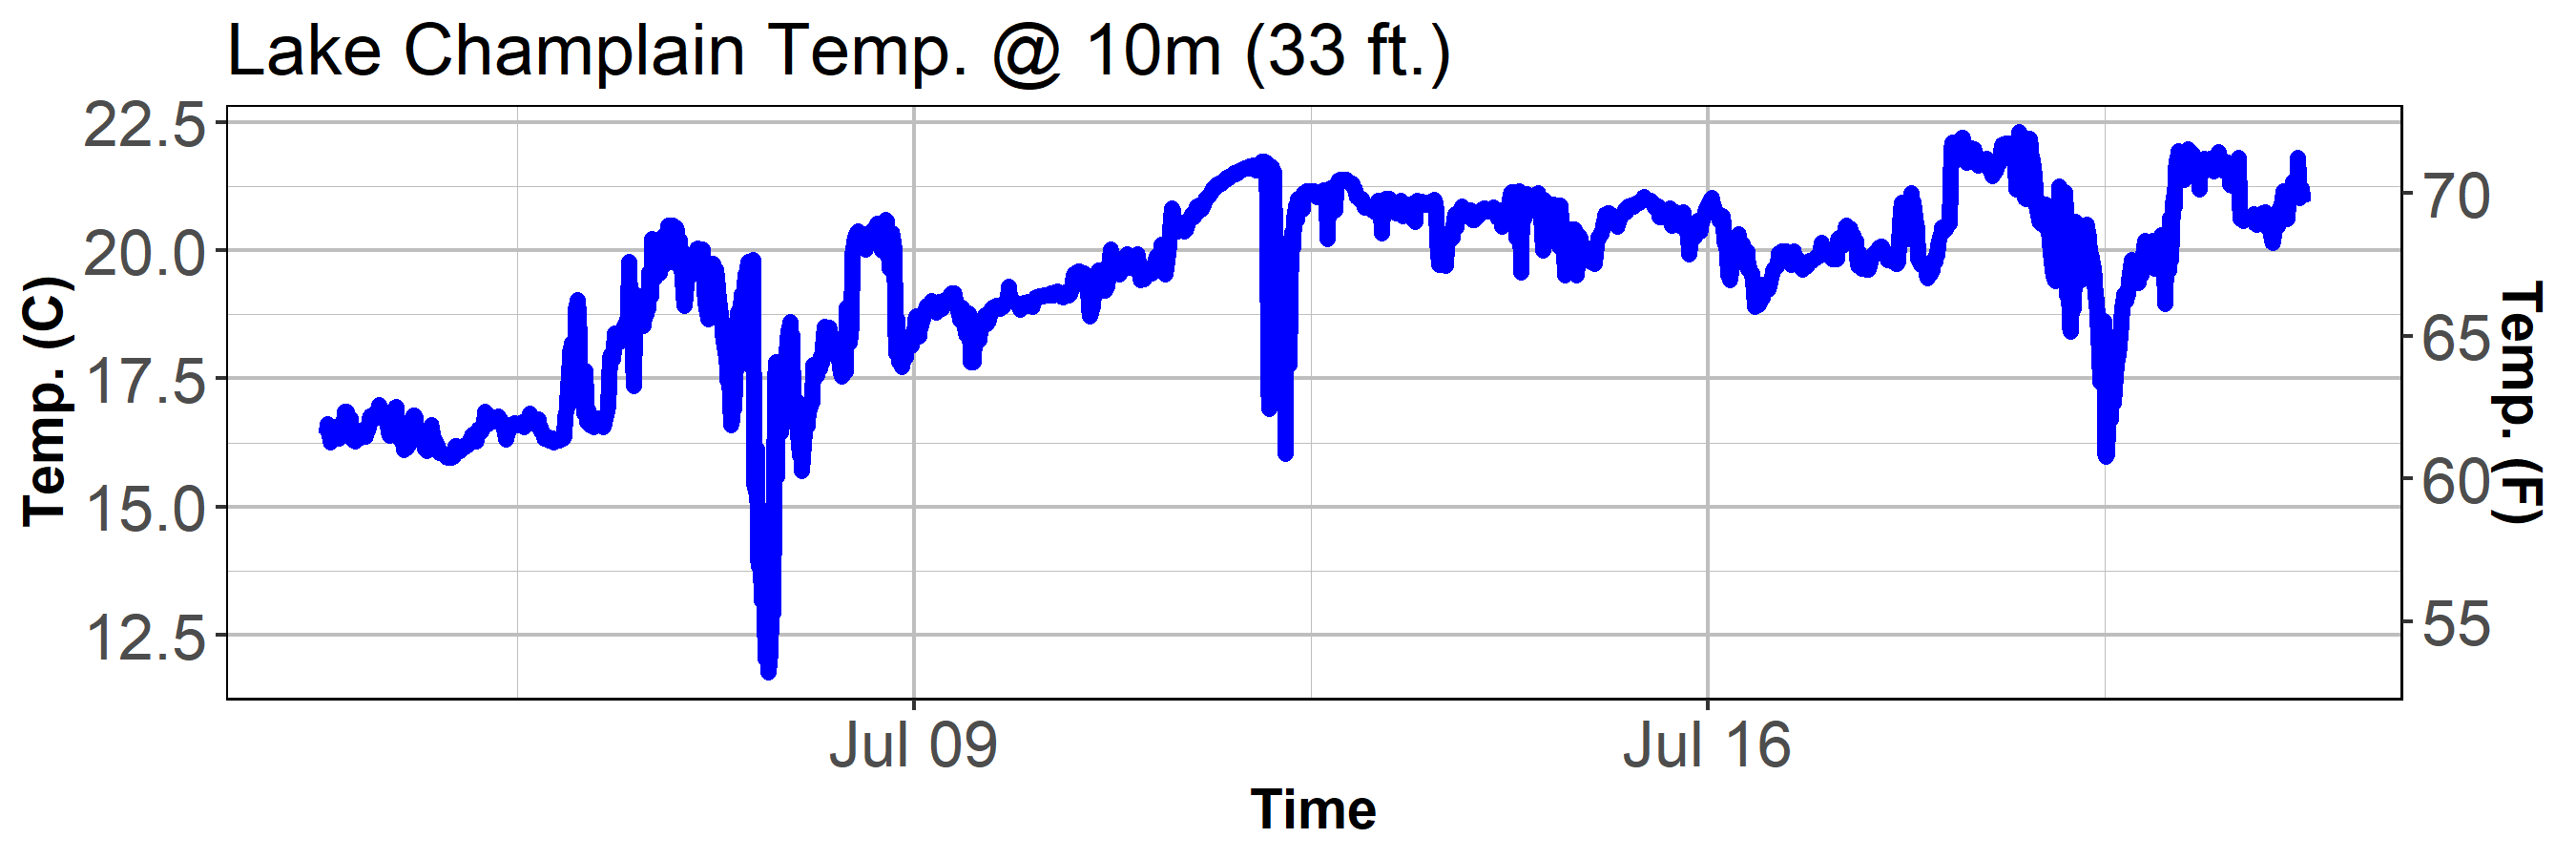 Lake Champlain Temp. @ 10m (33 ft.)
22.5
20.0
17.5
15.0
12.5
Temp. (C)
70
65
60
55
Temp. (F)
Jul 09
Jul 16
Time